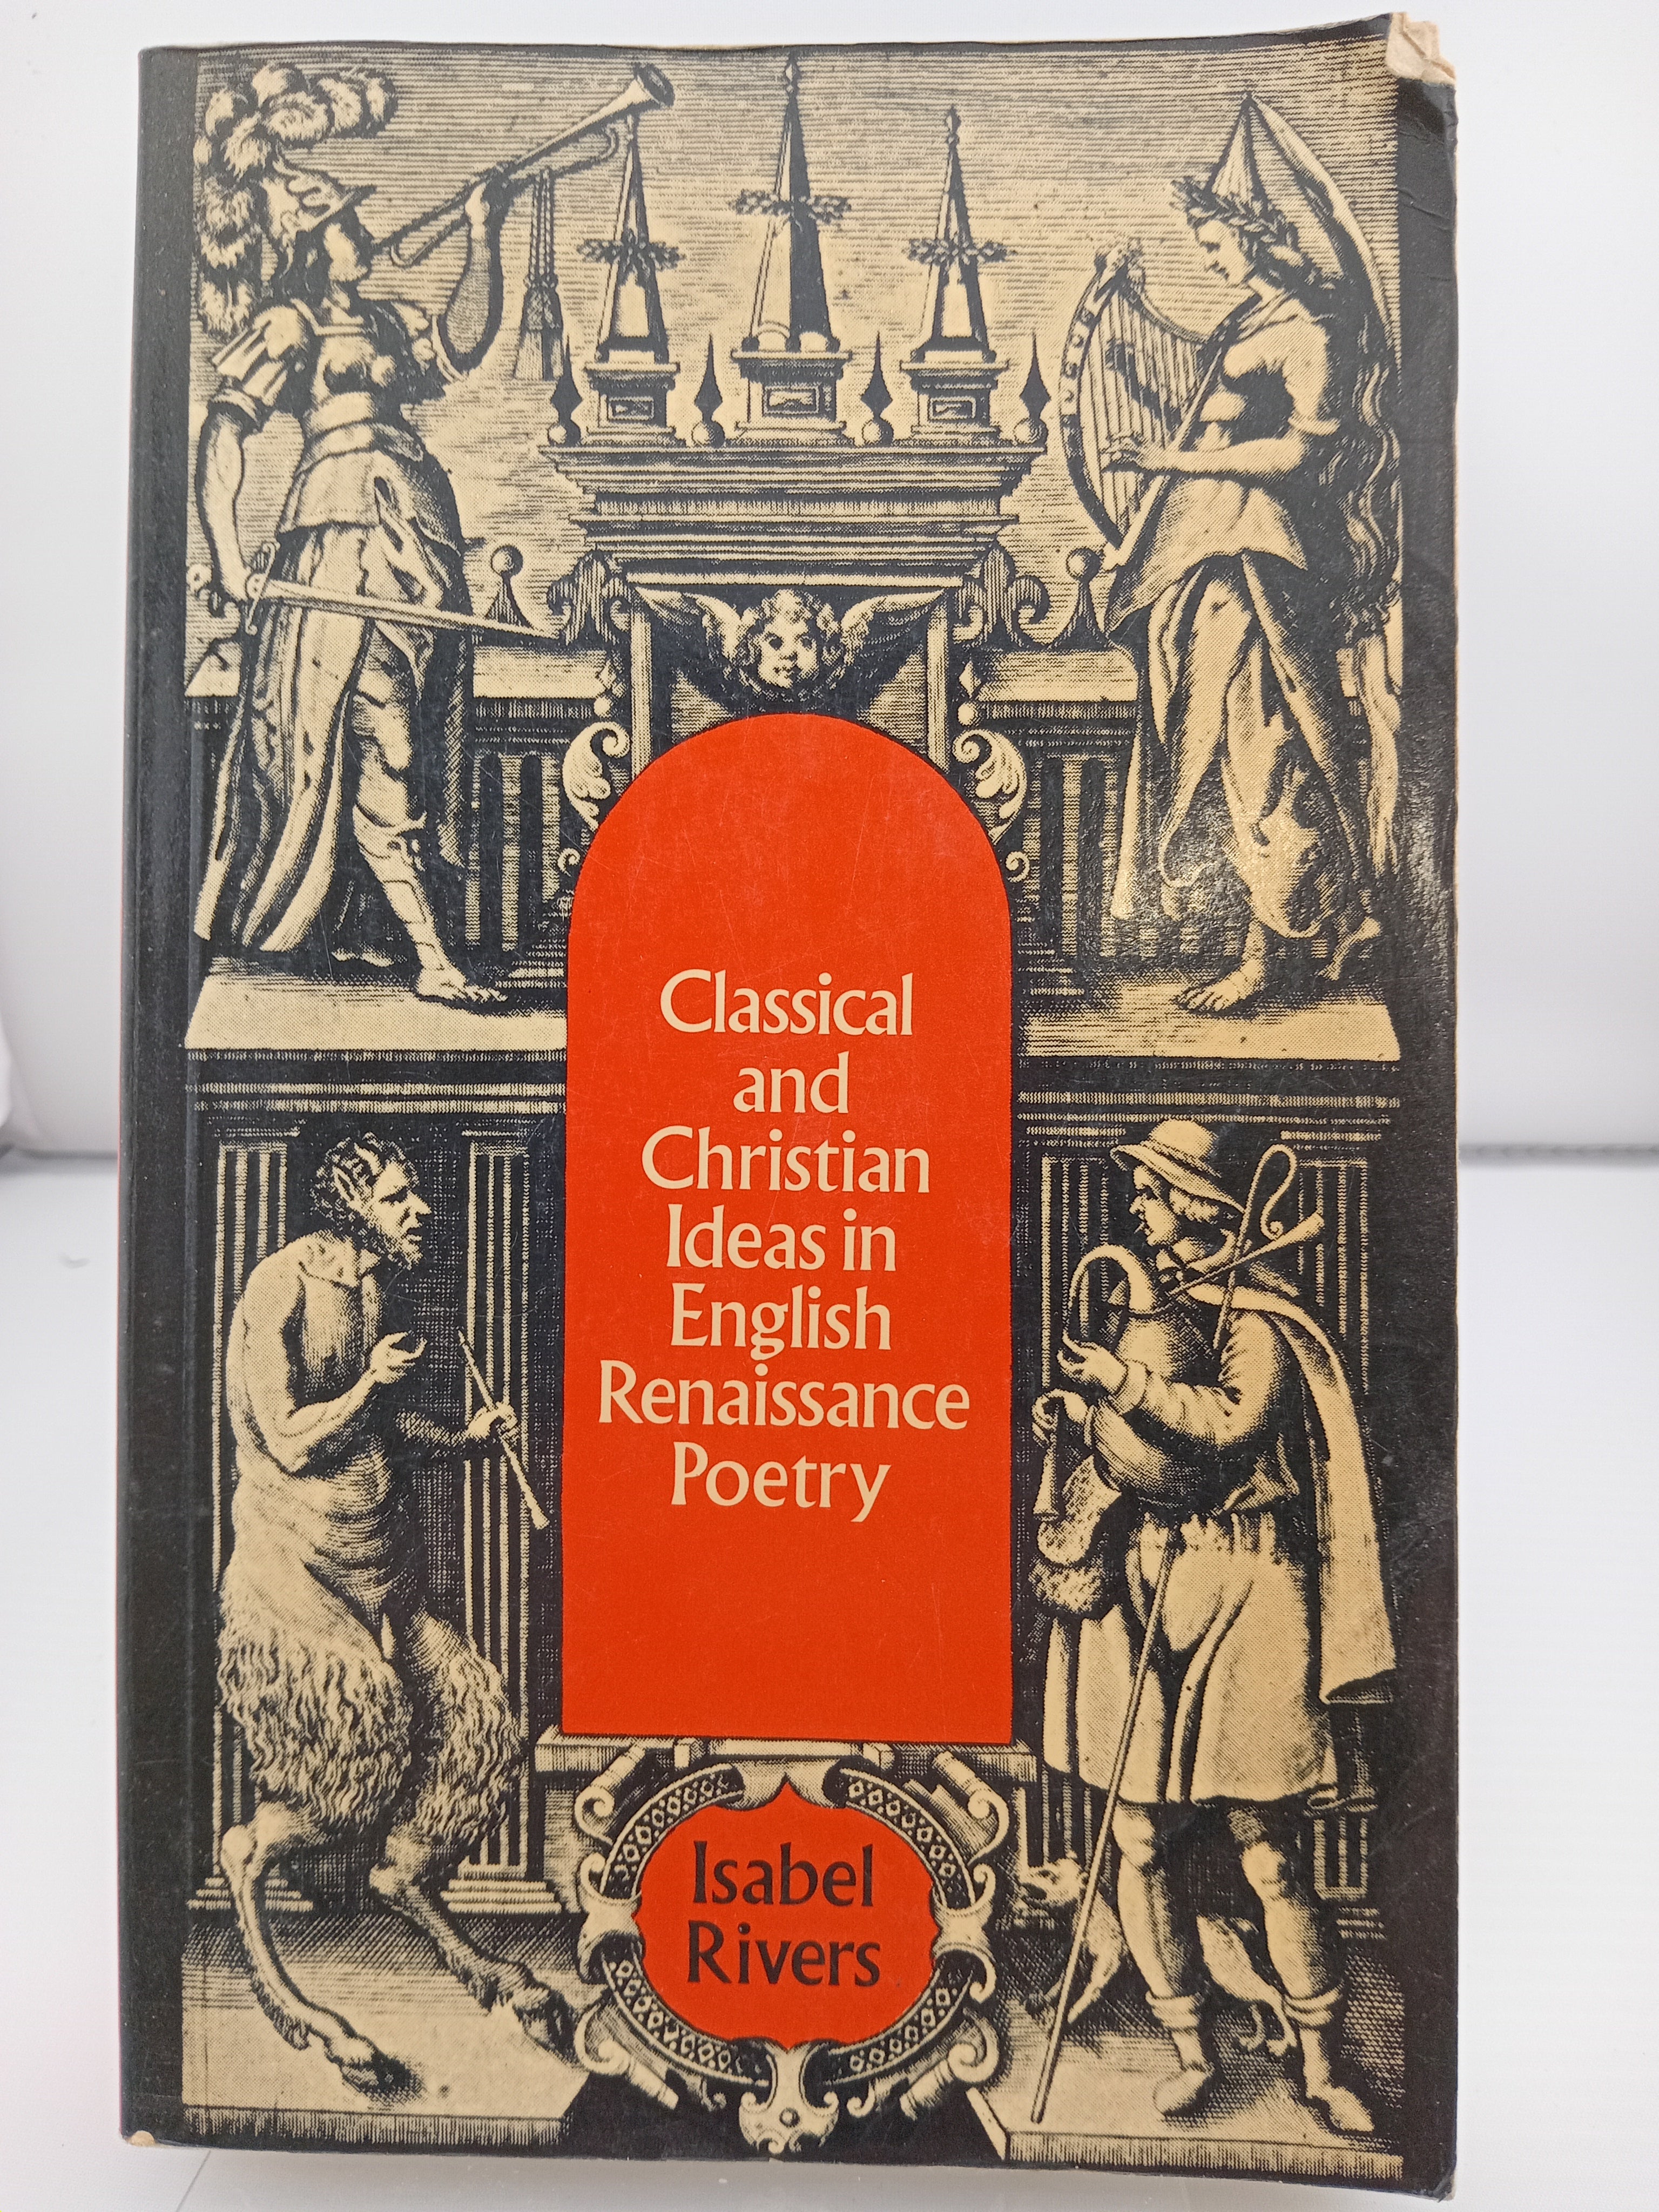 Classical
and
Christian
Ideas in
English
Renaissance
Poetry
Isabel
Rivers